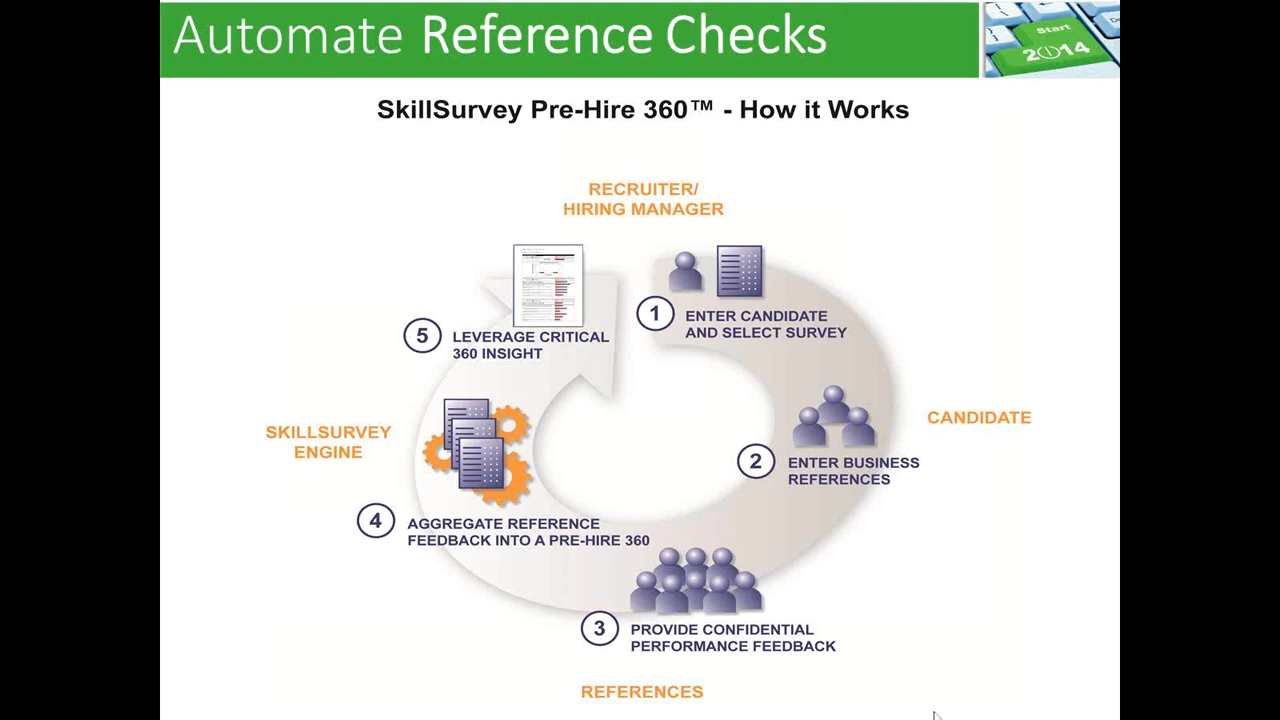 Automate Reference Checks
Start
2014
SkillSurvey Pre-Hire 360™ - How it Works
RECRUITER/
HIRING MANAGER
1
ENTER CANDIDATE
AND SELECT SURVEY
CANDIDATE
2
ENTER BUSINESS
REFERENCES
3
PROVIDE CONFIDENTIAL
PERFORMANCE FEEDBACK
REFERENCES
4
AGGREGATE REFERENCE
FEEDBACK INTO A PRE-HIRE 360
SKILLSURVEY
ENGINE
5
LEVERAGE CRITICAL
360 INSIGHT